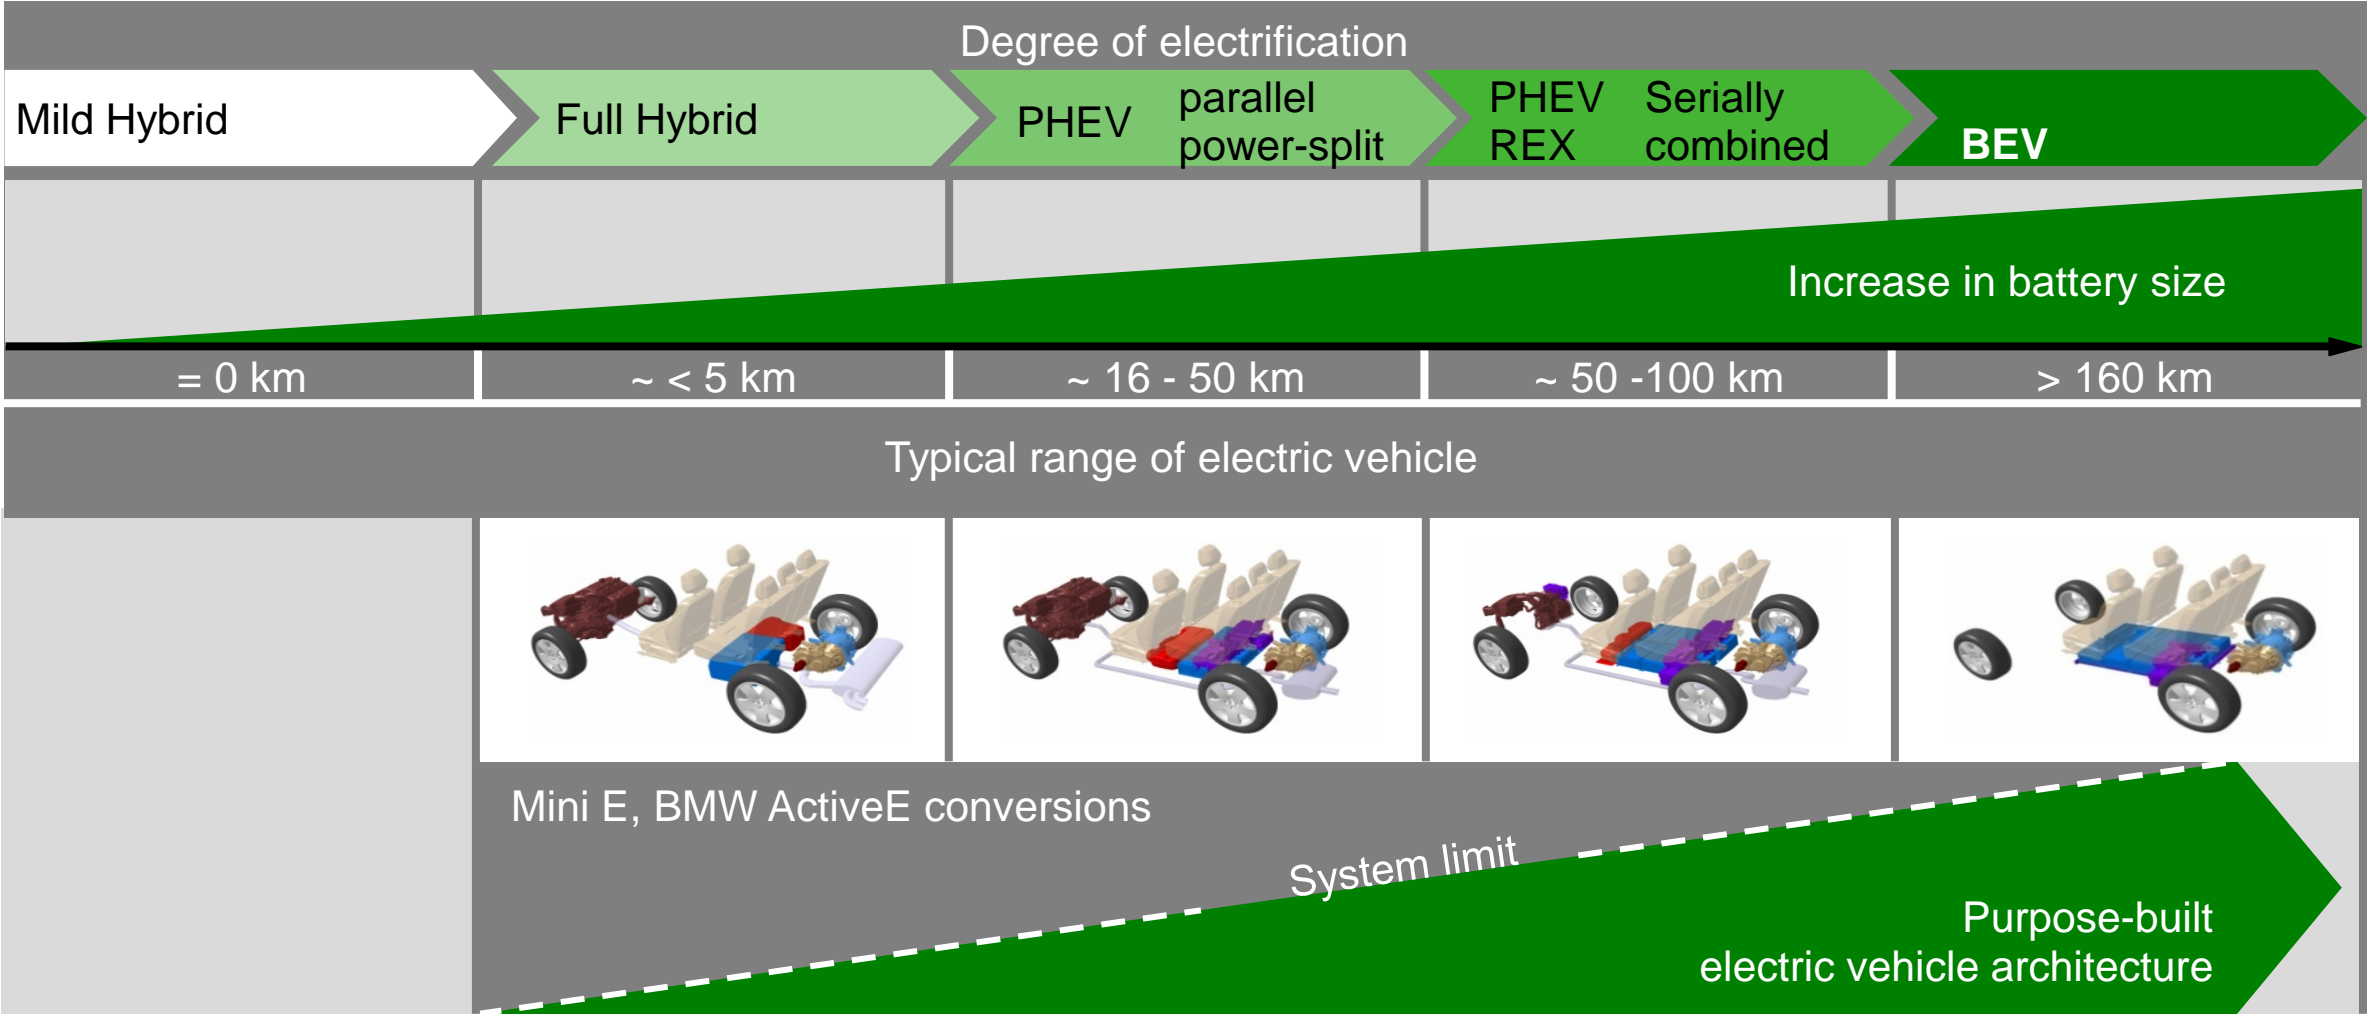 Degree of electrification
Mild Hybrid
Full Hybrid
PHEV
parallel
power-split
PHEV
REX
Serially
combined
BEV
Increase in battery size
= 0 km
~ < 5 km
~ 16 - 50 km
~ 50 -100 km
> 160 km
Typical range of electric vehicle
Mini E, BMW ActiveE conversions
System limit
Purpose-built
electric vehicle architecture